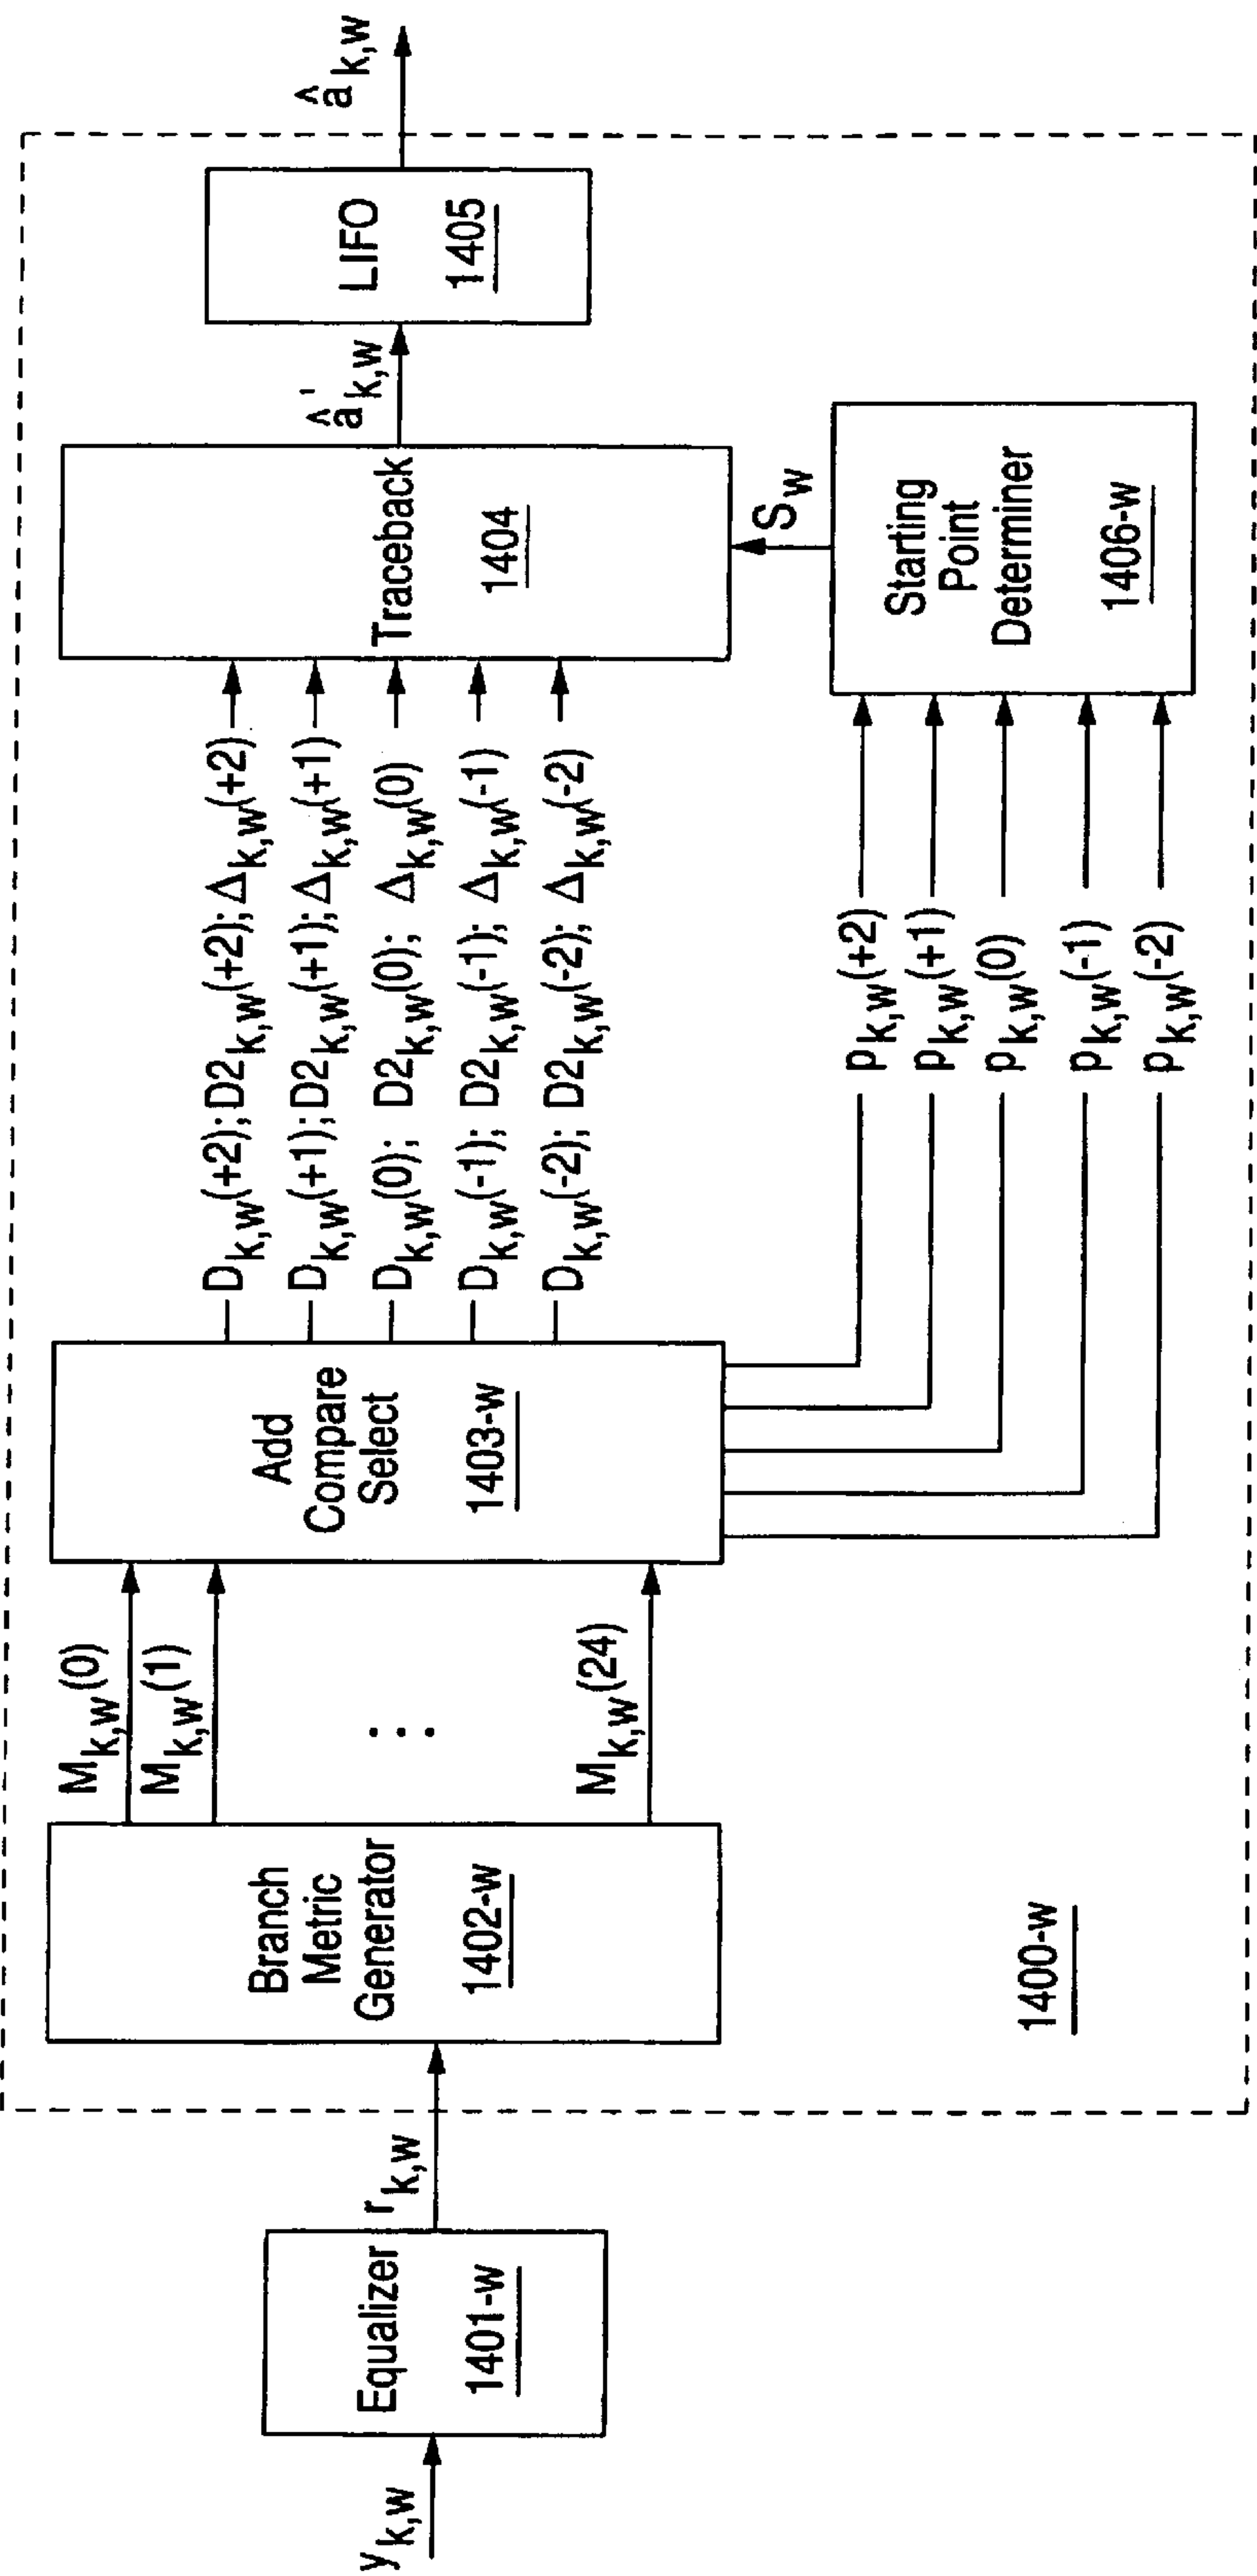 y_k,w
Equalizer
1401-w
r_k,w
Branch
Metric
Generator
1402-w
M_k,w(0)
M_k,w(1)
...
M_k,w(24)
Add
Compare
Select
1403-w
D_k,w(+2); D2_k,w(+2); Δ_k,w(+2)
D_k,w(+1); D2_k,w(+1); Δ_k,w(+1)
D_k,w(0); D2_k,w(0); Δ_k,w(0)
D_k,w(-1); D2_k,w(-1); Δ_k,w(-1)
D_k,w(-2); D2_k,w(-2); Δ_k,w(-2)
p_k,w(+2)
p_k,w(+1)
p_k,w(0)
p_k,w(-1)
p_k,w(-2)
Traceback
1404
S_w
Starting
Point
Determiner
1406-w
â'_k,w
LIFO
1405
â_k,w
1400-w